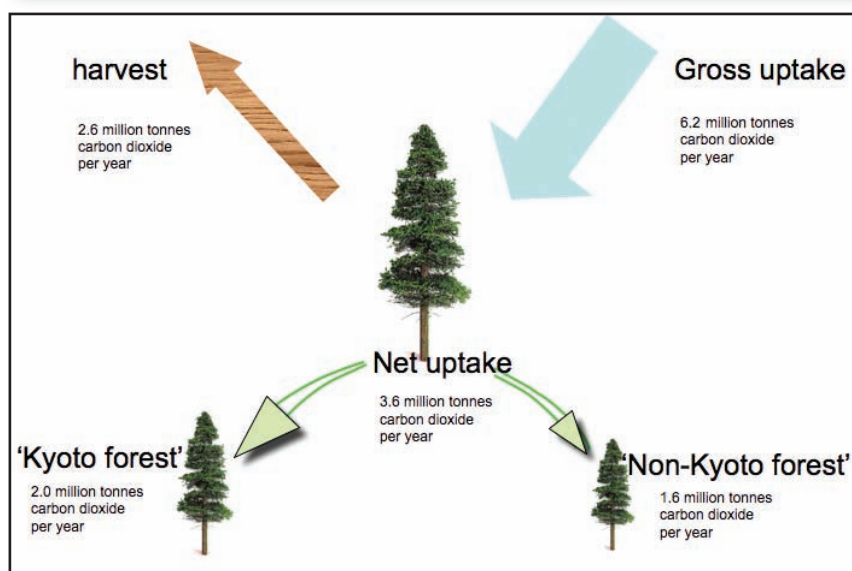 harvest
2.6 million tonnes
carbon dioxide
per year
Gross uptake
6.2 million tonnes
carbon dioxide
per year
Net uptake
3.6 million tonnes
carbon dioxide
per year
'Kyoto forest'
2.0 million tonnes
carbon dioxide
per year
'Non-Kyoto forest'
1.6 million tonnes
carbon dioxide
per year